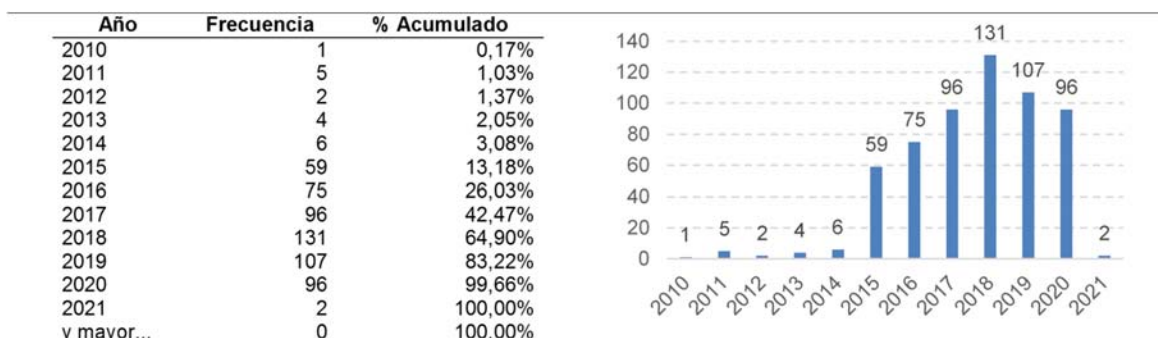 Año Frecuencia % Acumulado
2010 1 0,17%
2011 5 1,03%
2012 2 1,37%
2013 4 2,05%
2014 6 3,08%
2015 59 13,18%
2016 75 26,03%
2017 96 42,47%
2018 131 64,90%
2019 107 83,22%
2020 96 99,66%
2021 2 100,00%
y mayor... 0 100,00%
140
120
100
80
60
40
20
0
1 5 2 4 6 59 75 96 131 107 96 2
2010 2011 2012 2013 2014 2015 2016 2017 2018 2019 2020 2021